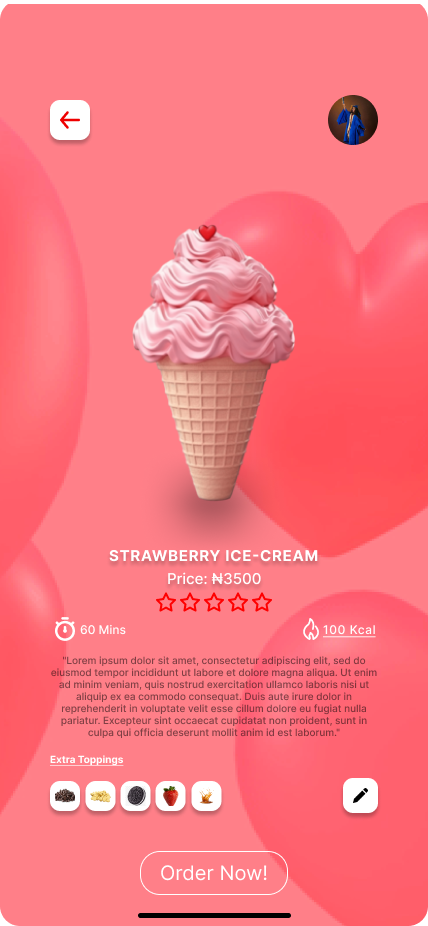 STRAWBERRY ICE-CREAM
Price: ₦3500
60 Mins
100 Kcal
"Lorem ipsum dolor sit amet, consectetur adipiscing elit, sed do
eiusmod tempor incididunt ut labore et dolore magna aliqua. Ut enim
ad minim veniam, quis nostrud exercitation ullamco laboris nisi ut
aliquip ex ea commodo consequat. Duis aute irure dolor in
reprehenderit in voluptate velit esse cillum dolore eu fugiat nulla
pariatur. Excepteur sint occaecat cupidatat non proident, sunt in
culpa qui officia deserunt mollit anim id est laborum."
Extra Toppings
Order Now!